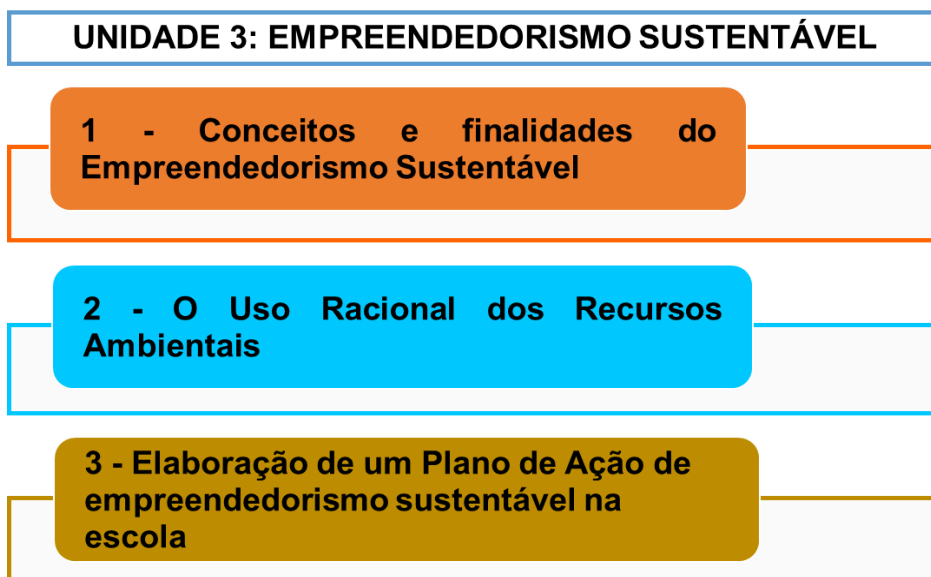 UNIDADE 3: EMPREENDEDORISMO SUSTENTÁVEL
1 - Conceitos e finalidades do
Empreendedorismo Sustentável
2 - O Uso Racional dos Recursos
Ambientais
3 - Elaboração de um Plano de Ação de
empreendedorismo sustentável na
escola